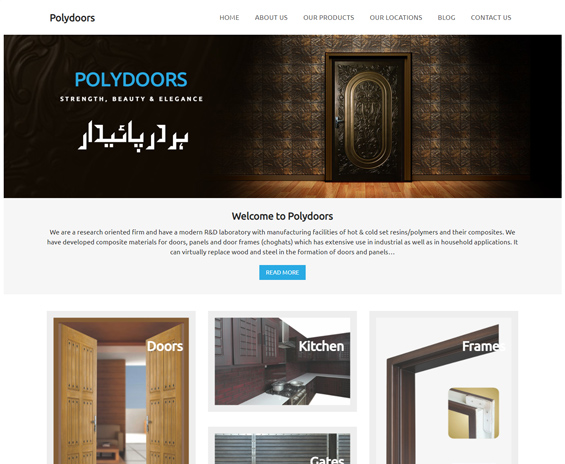 Polydoors
HOME ABOUT US OUR PRODUCTS OUR LOCATIONS BLOG CONTACT US
POLYDOORS
STRENGTH, BEAUTY & ELEGANCE
ہر در پائیدار
Welcome to Polydoors
We are a research oriented firm and have a modern R&D laboratory with manufacturing facilities of hot & cold set resins/polymers and their composites. We
have developed composite materials for doors, panels and door frames (choghats) which has extensive use in industrial as well as in household applications. It
can virtually replace wood and steel in the formation of doors and panels…
READ MORE
Doors
Kitchen
Frame
Gates